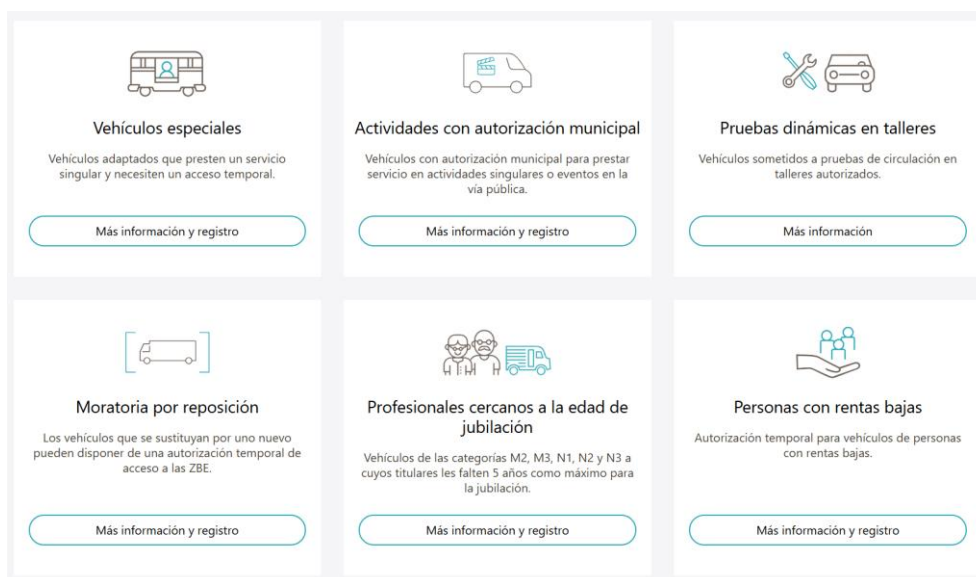 Vehículos especiales
Vehículos adaptados que presten un servicio
singular y necesiten un acceso temporal.
Más información y registro
Actividades con autorización municipal
Vehículos con autorización municipal para prestar
servicio en actividades singulares o eventos en la
vía pública.
Más información y registro
Pruebas dinámicas en talleres
Vehículos sometidos a pruebas de circulación en
talleres autorizados.
Más información
Moratoria por reposición
Los vehículos que se sustituyan por uno nuevo
pueden disponer de una autorización temporal de
acceso a las ZBE.
Más información y registro
Profesionales cercanos a la edad de
jubilación
Vehículos de las categorías M2, M3, N1, N2 y N3 a
cuyos titulares les falten 5 años como máximo para
la jubilación.
Más información y registro
Personas con rentas bajas
Autorización temporal para vehículos de personas
con rentas bajas.
Más información y registro